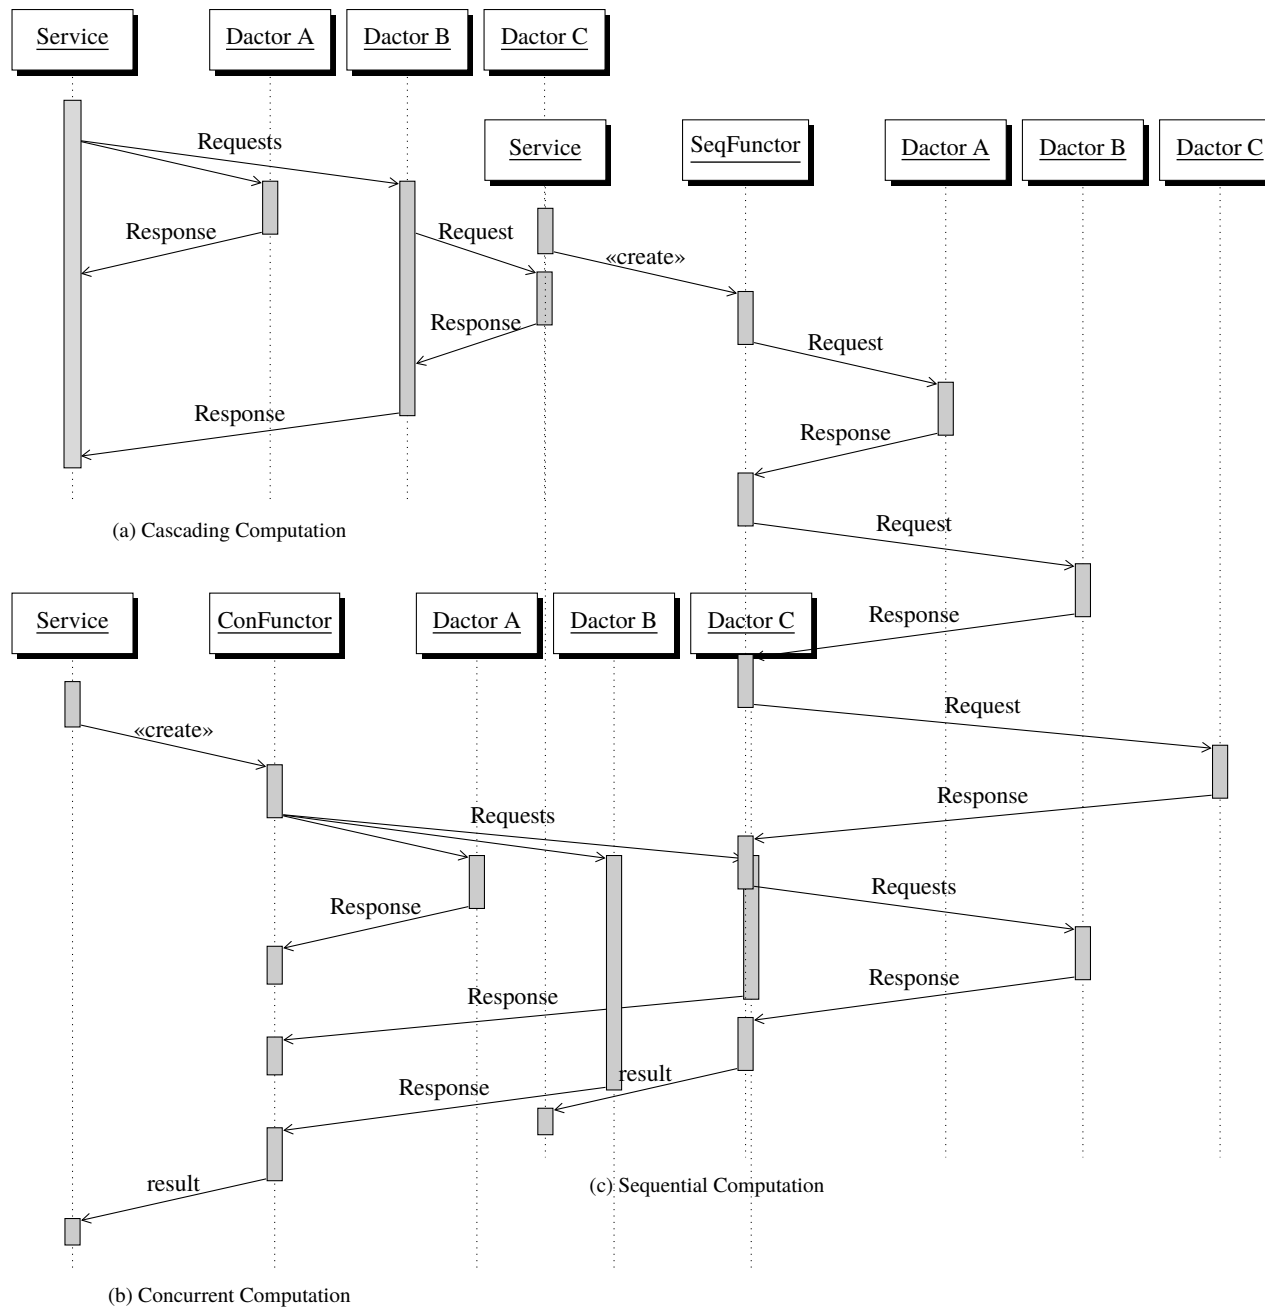 Service
Dactor A
Dactor B
Dactor C
Requests
Response
Request
Response
Response
(a) Cascading Computation
Service
ConFunctor
Dactor A
Dactor B
Dactor C
«create»
Requests
Response
Response
Response
result
(b) Concurrent Computation
Service
SeqFunctor
Dactor A
Dactor B
Dactor C
«create»
Request
Response
Request
Response
Request
Response
Requests
Response
result
(c) Sequential Computation